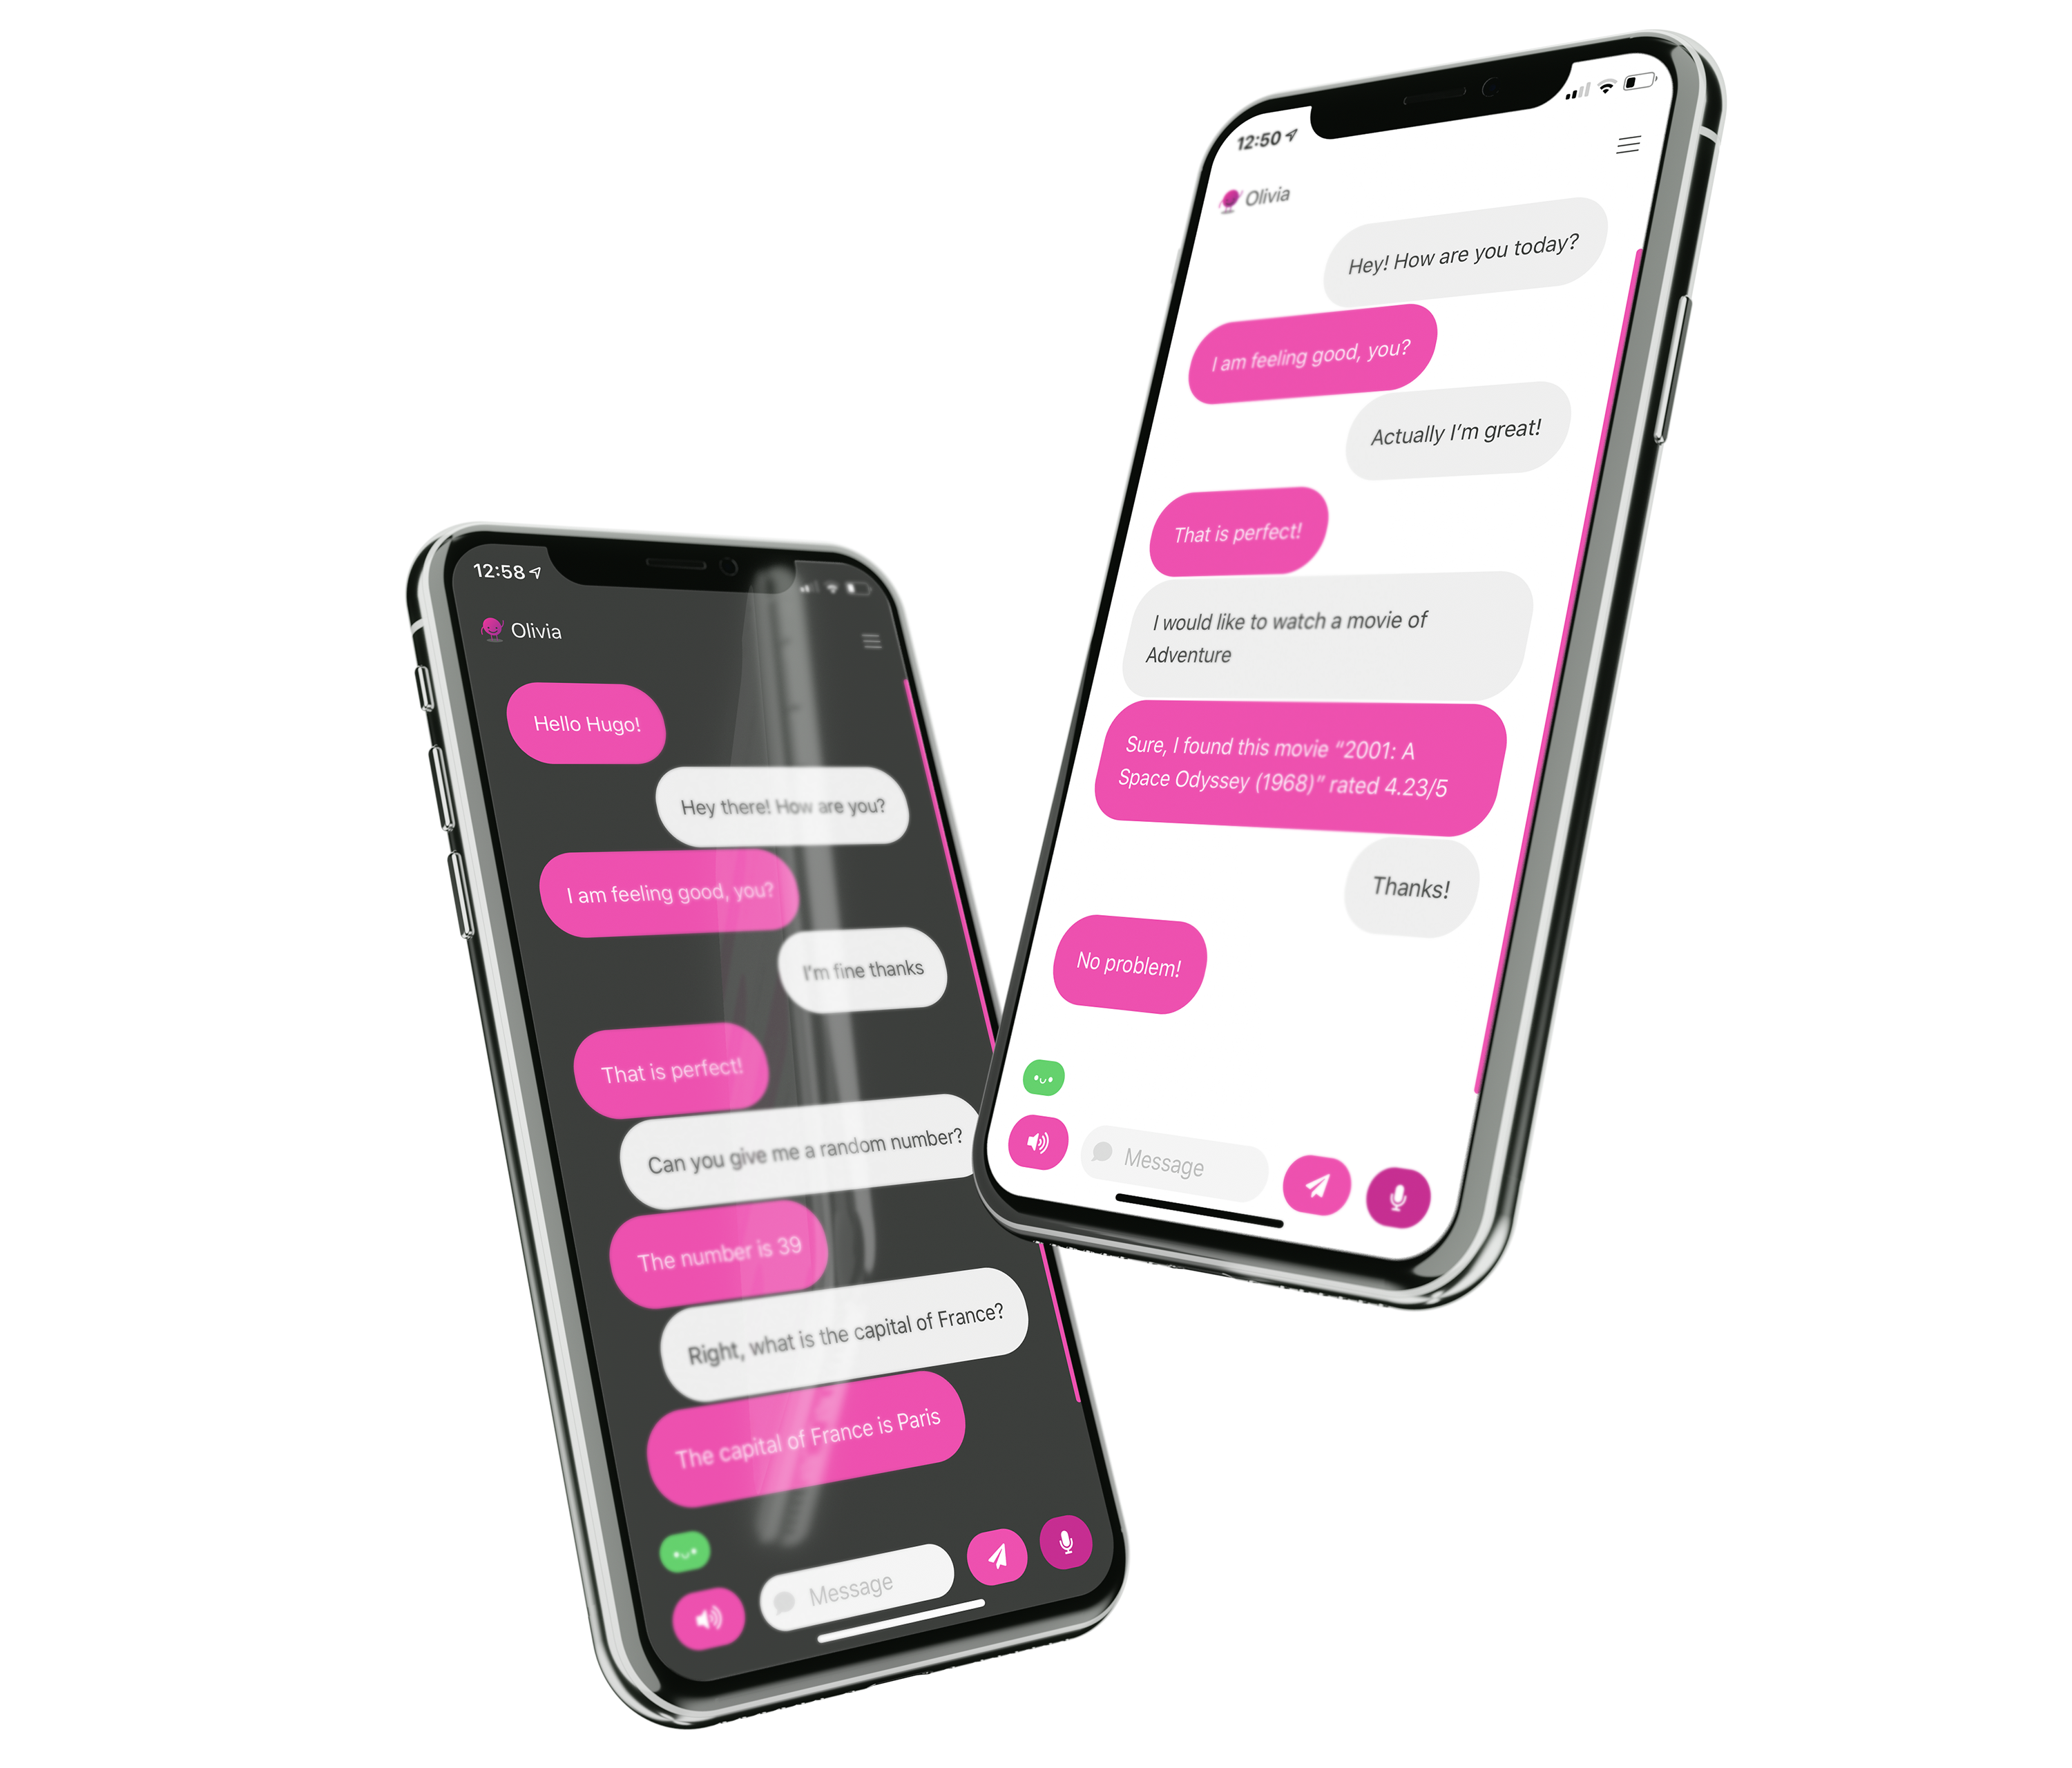 12:58
Olivia
Hello Hugo!
Hey there! How are you?
I am feeling good, you?
I'm fine thanks
That is perfect!
Can you give me a random number?
The number is 39
Right, what is the capital of France?
The capital of France is Paris
Message
12:50
Olivia
Hey! How are you today?
I am feeling good, you?
Actually I'm great!
That is perfect!
I would like to watch a movie of
Adventure
Sure, I found this movie “2001: A
Space Odyssey (1968)” rated 4.23/5
Thanks!
No problem!
Message